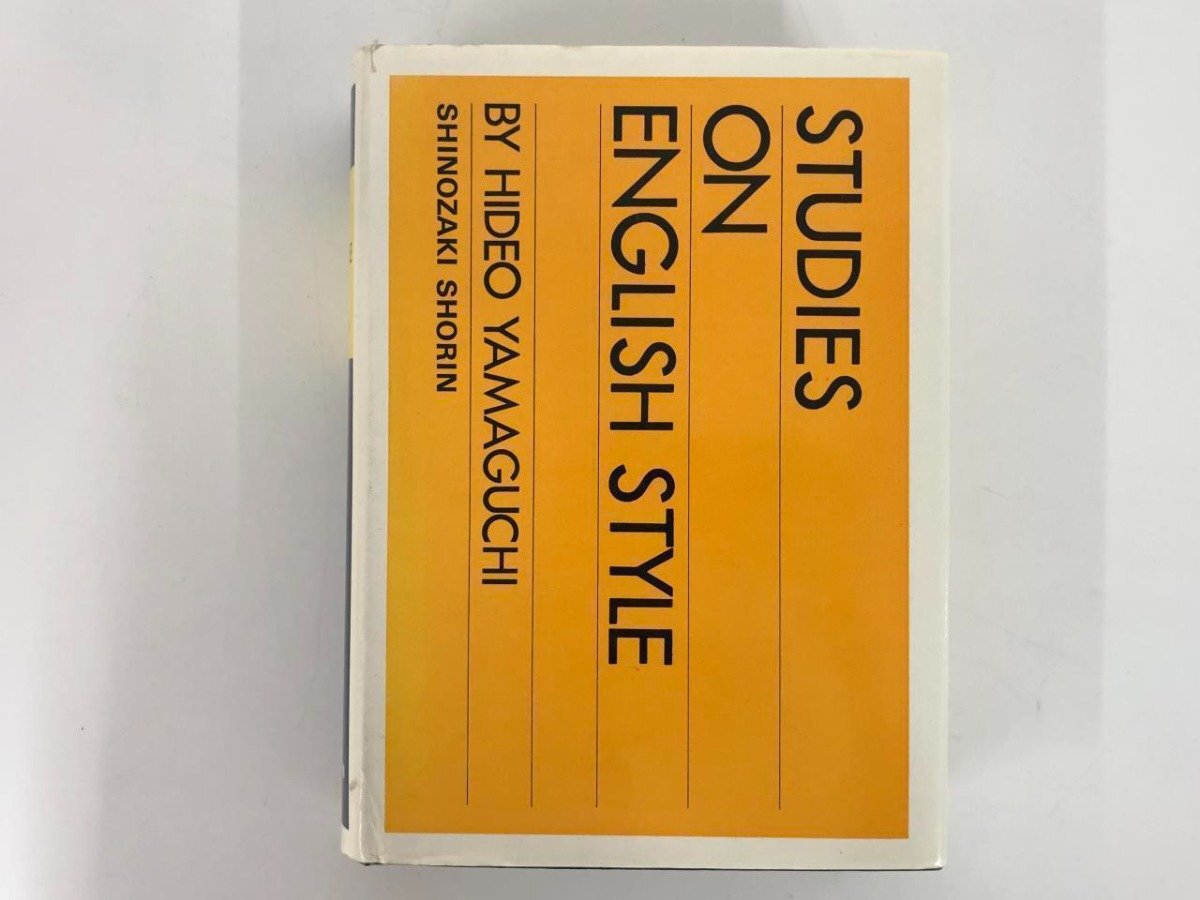 STUDIES
ON
ENGLISH STYLE
BY HIDEO YAMAGUCHI
SHINOZAKI SHORIN